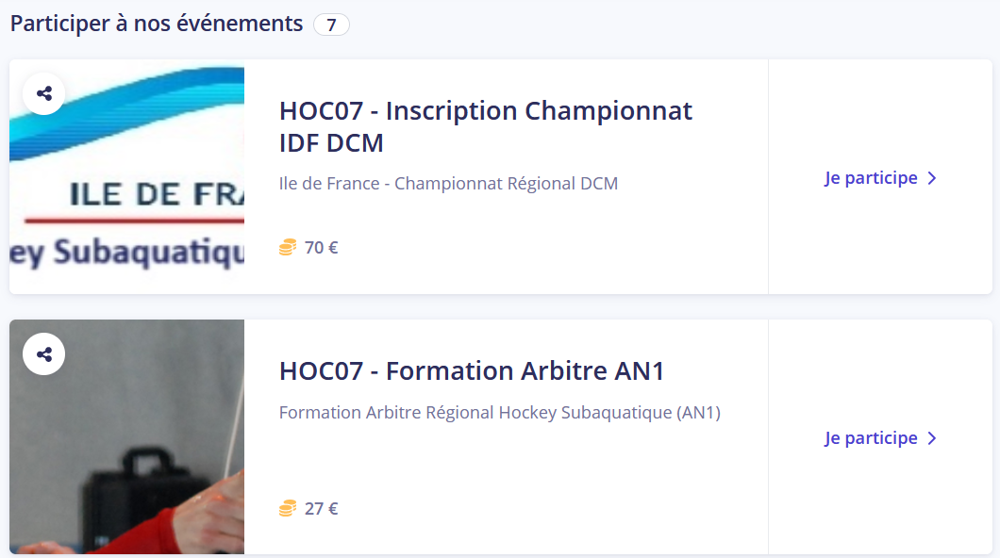 Participer à nos événements 7
ILE DE FRA
ey Subaquatiqu
HOC07 - Inscription Championnat
IDF DCM
Ile de France - Championnat Régional DCM
70 €
Je participe
HOC07 - Formation Arbitre AN1
Formation Arbitre Régional Hockey Subaquatique (AN1)
27 €
Je participe